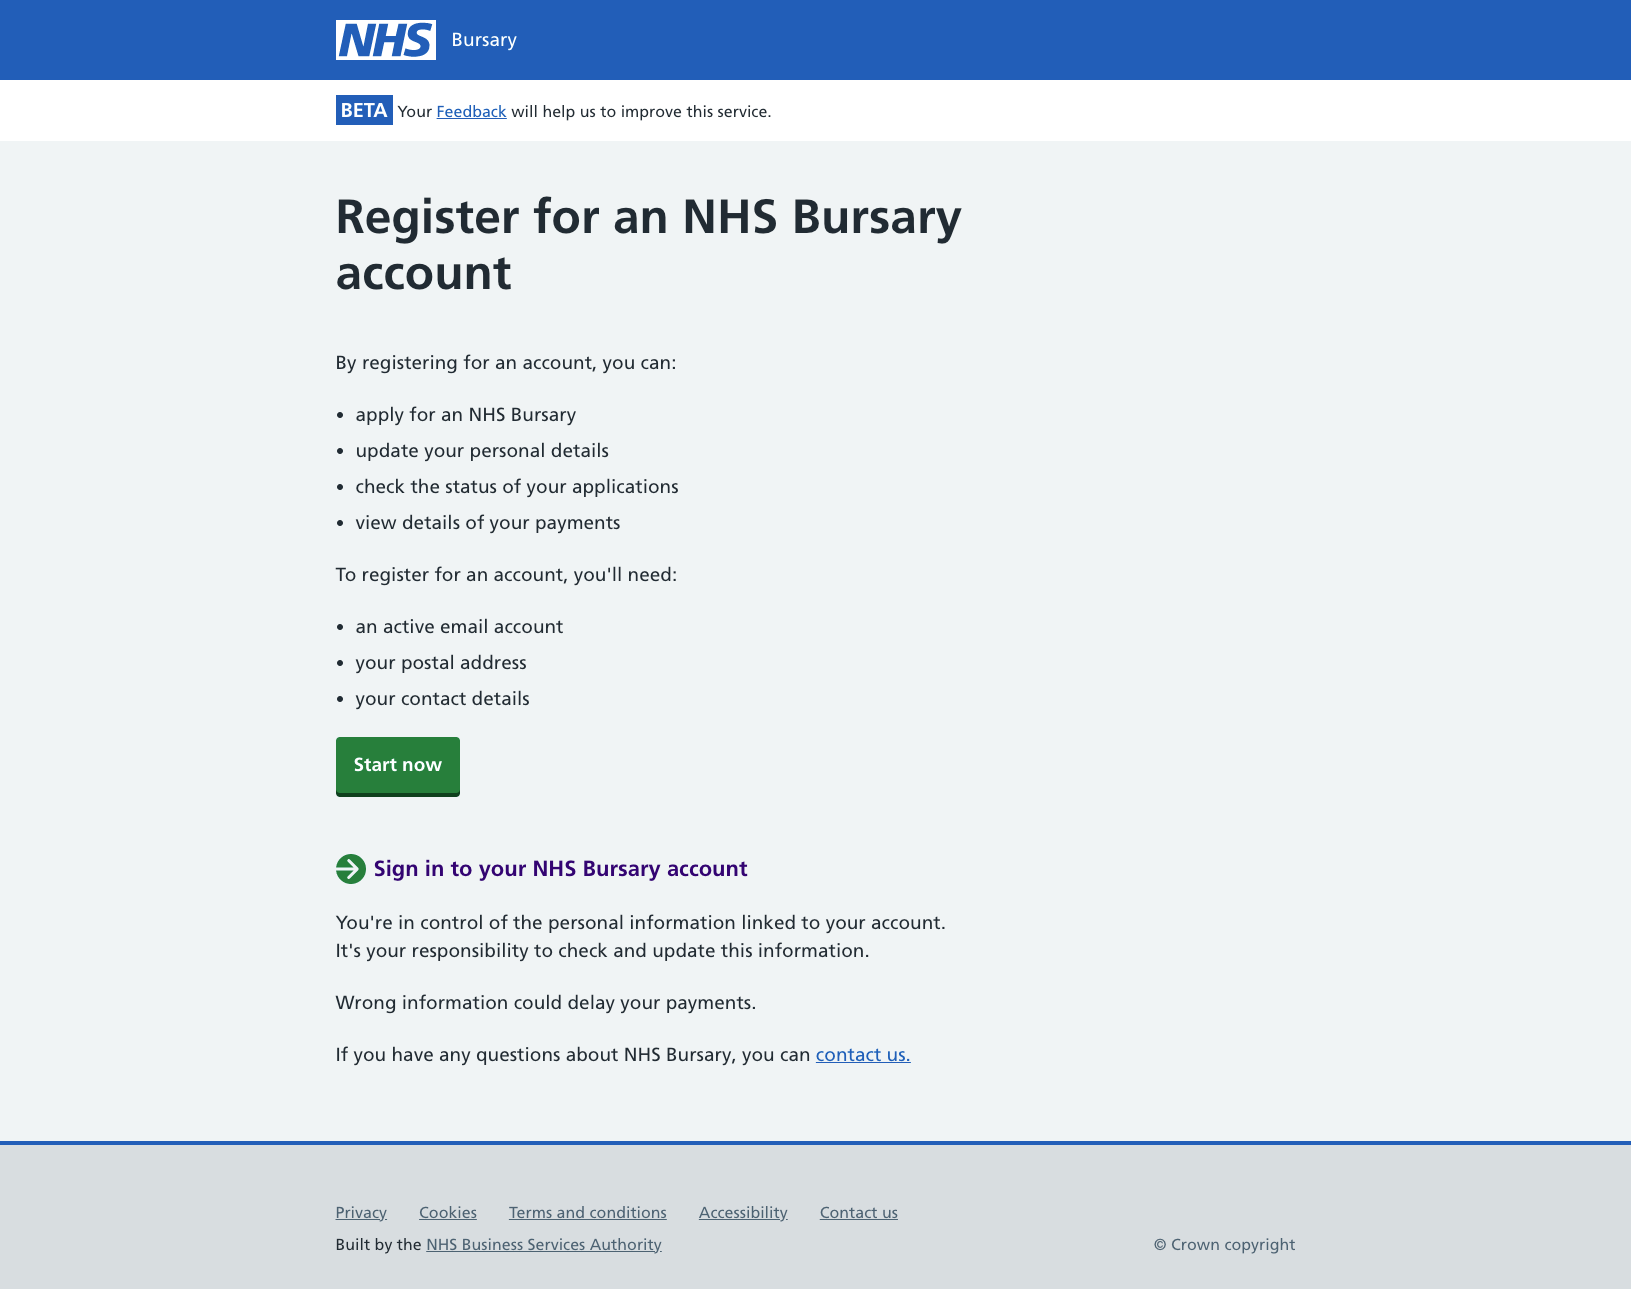 NHS Bursary
BETA Your Feedback will help us to improve this service.
Register for an NHS Bursary
account
By registering for an account, you can:
• apply for an NHS Bursary
• update your personal details
• check the status of your applications
• view details of your payments
To register for an account, you'll need:
• an active email account
• your postal address
• your contact details
Start now
Sign in to your NHS Bursary account
You're in control of the personal information linked to your account.
It's your responsibility to check and update this information.
Wrong information could delay your payments.
If you have any questions about NHS Bursary, you can contact us.
Privacy Cookies Terms and conditions Accessibility Contact us
Built by the NHS Business Services Authority © Crown copyright